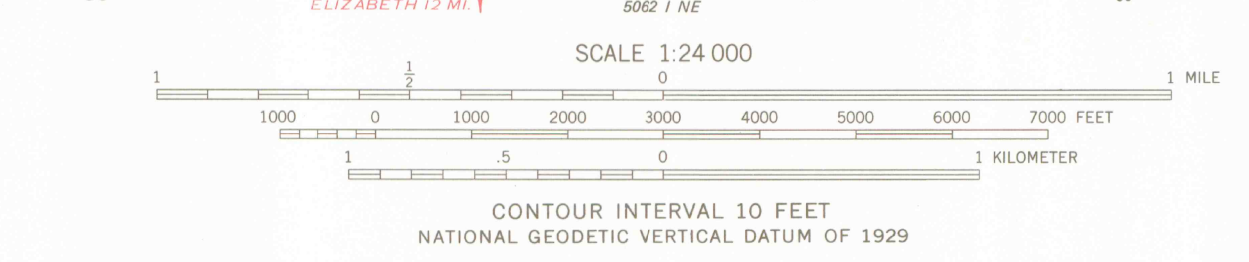 ELIZABETH 12 MI.
5062 I NE
SCALE 1:24 000
1 1/2 0 1 MILE
1000 0 1000 2000 3000 4000 5000 6000 7000 FEET
1 .5 0 1 KILOMETER
CONTOUR INTERVAL 10 FEET
NATIONAL GEODETIC VERTICAL DATUM OF 1929